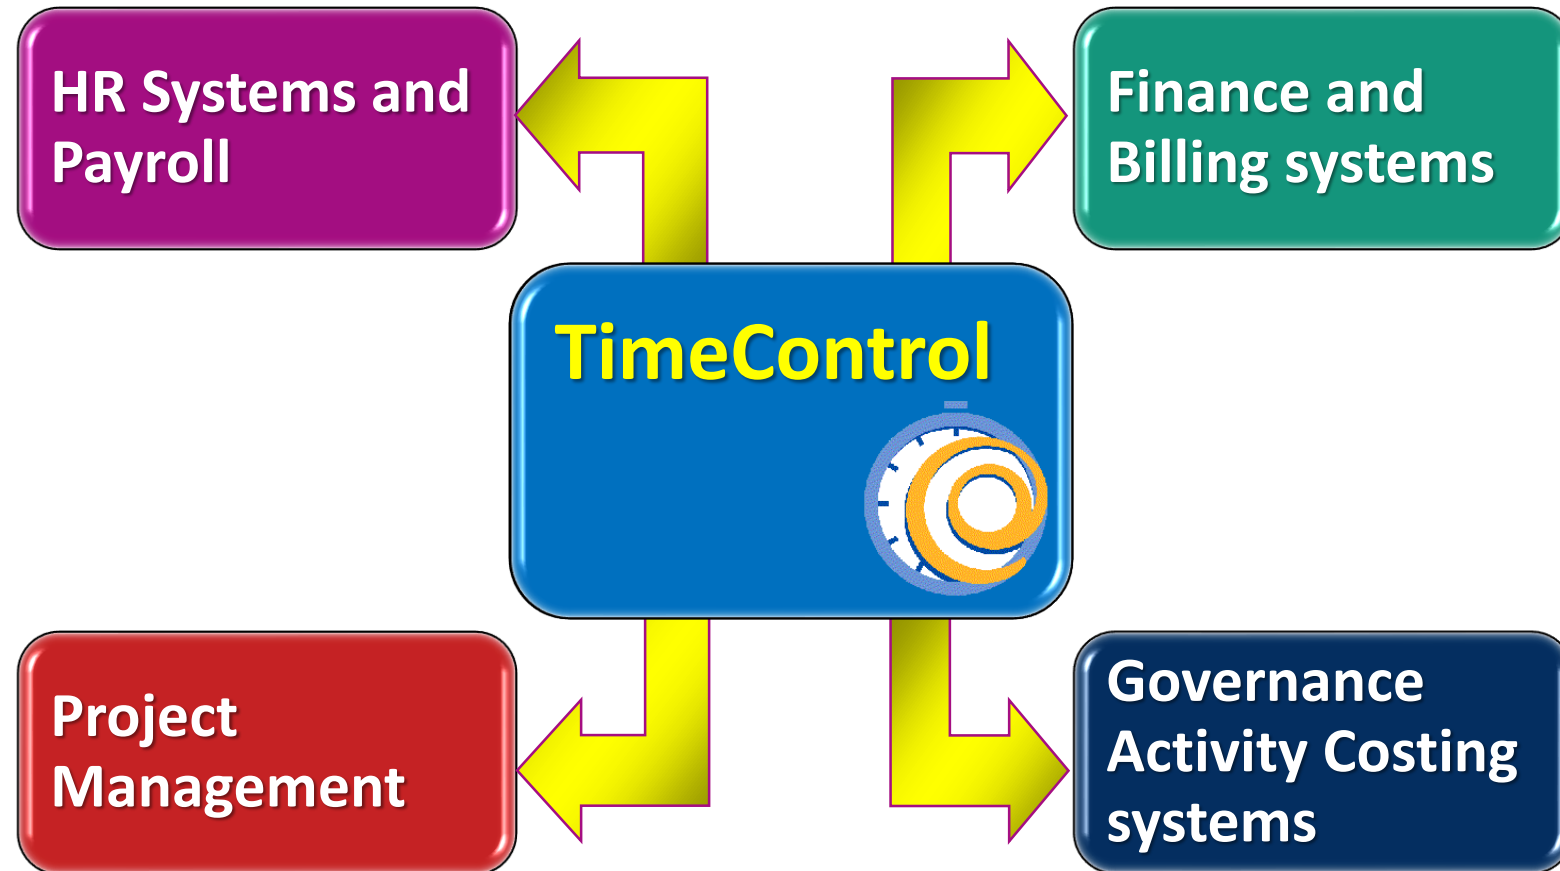 HR Systems and
Payroll
Finance and
Billing systems
TimeControl
Project
Management
Governance
Activity Costing
systems